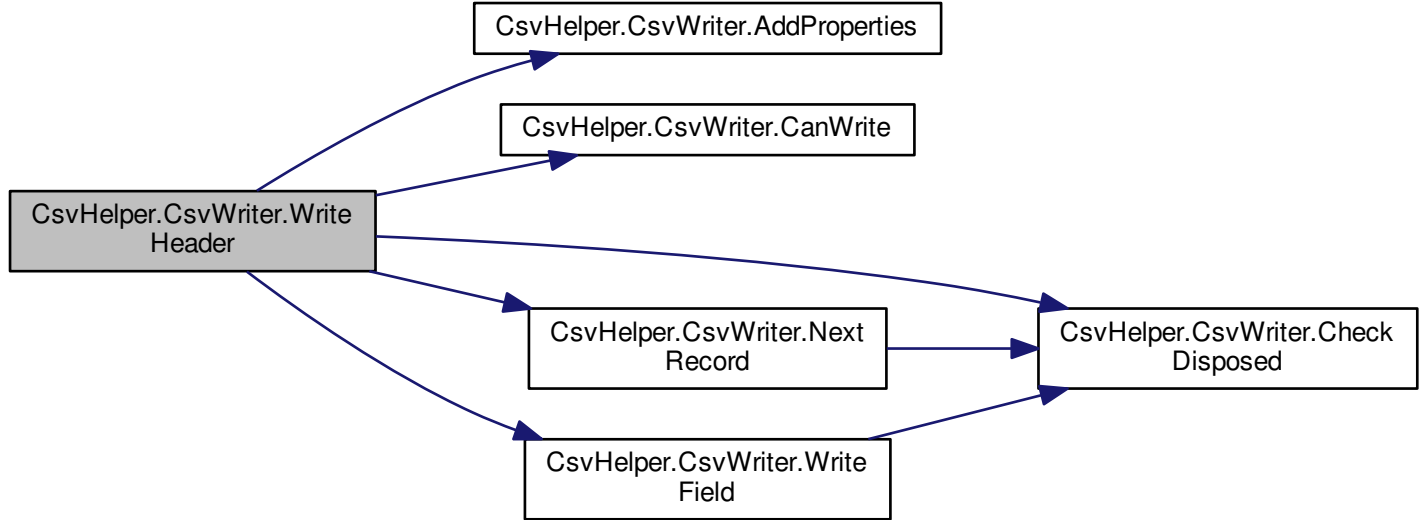 CsvHelper.CsvWriter.AddProperties
CsvHelper.CsvWriter.CanWrite
CsvHelper.CsvWriter.Write
Header
CsvHelper.CsvWriter.Next
Record
CsvHelper.CsvWriter.Check
Disposed
CsvHelper.CsvWriter.Write
Field